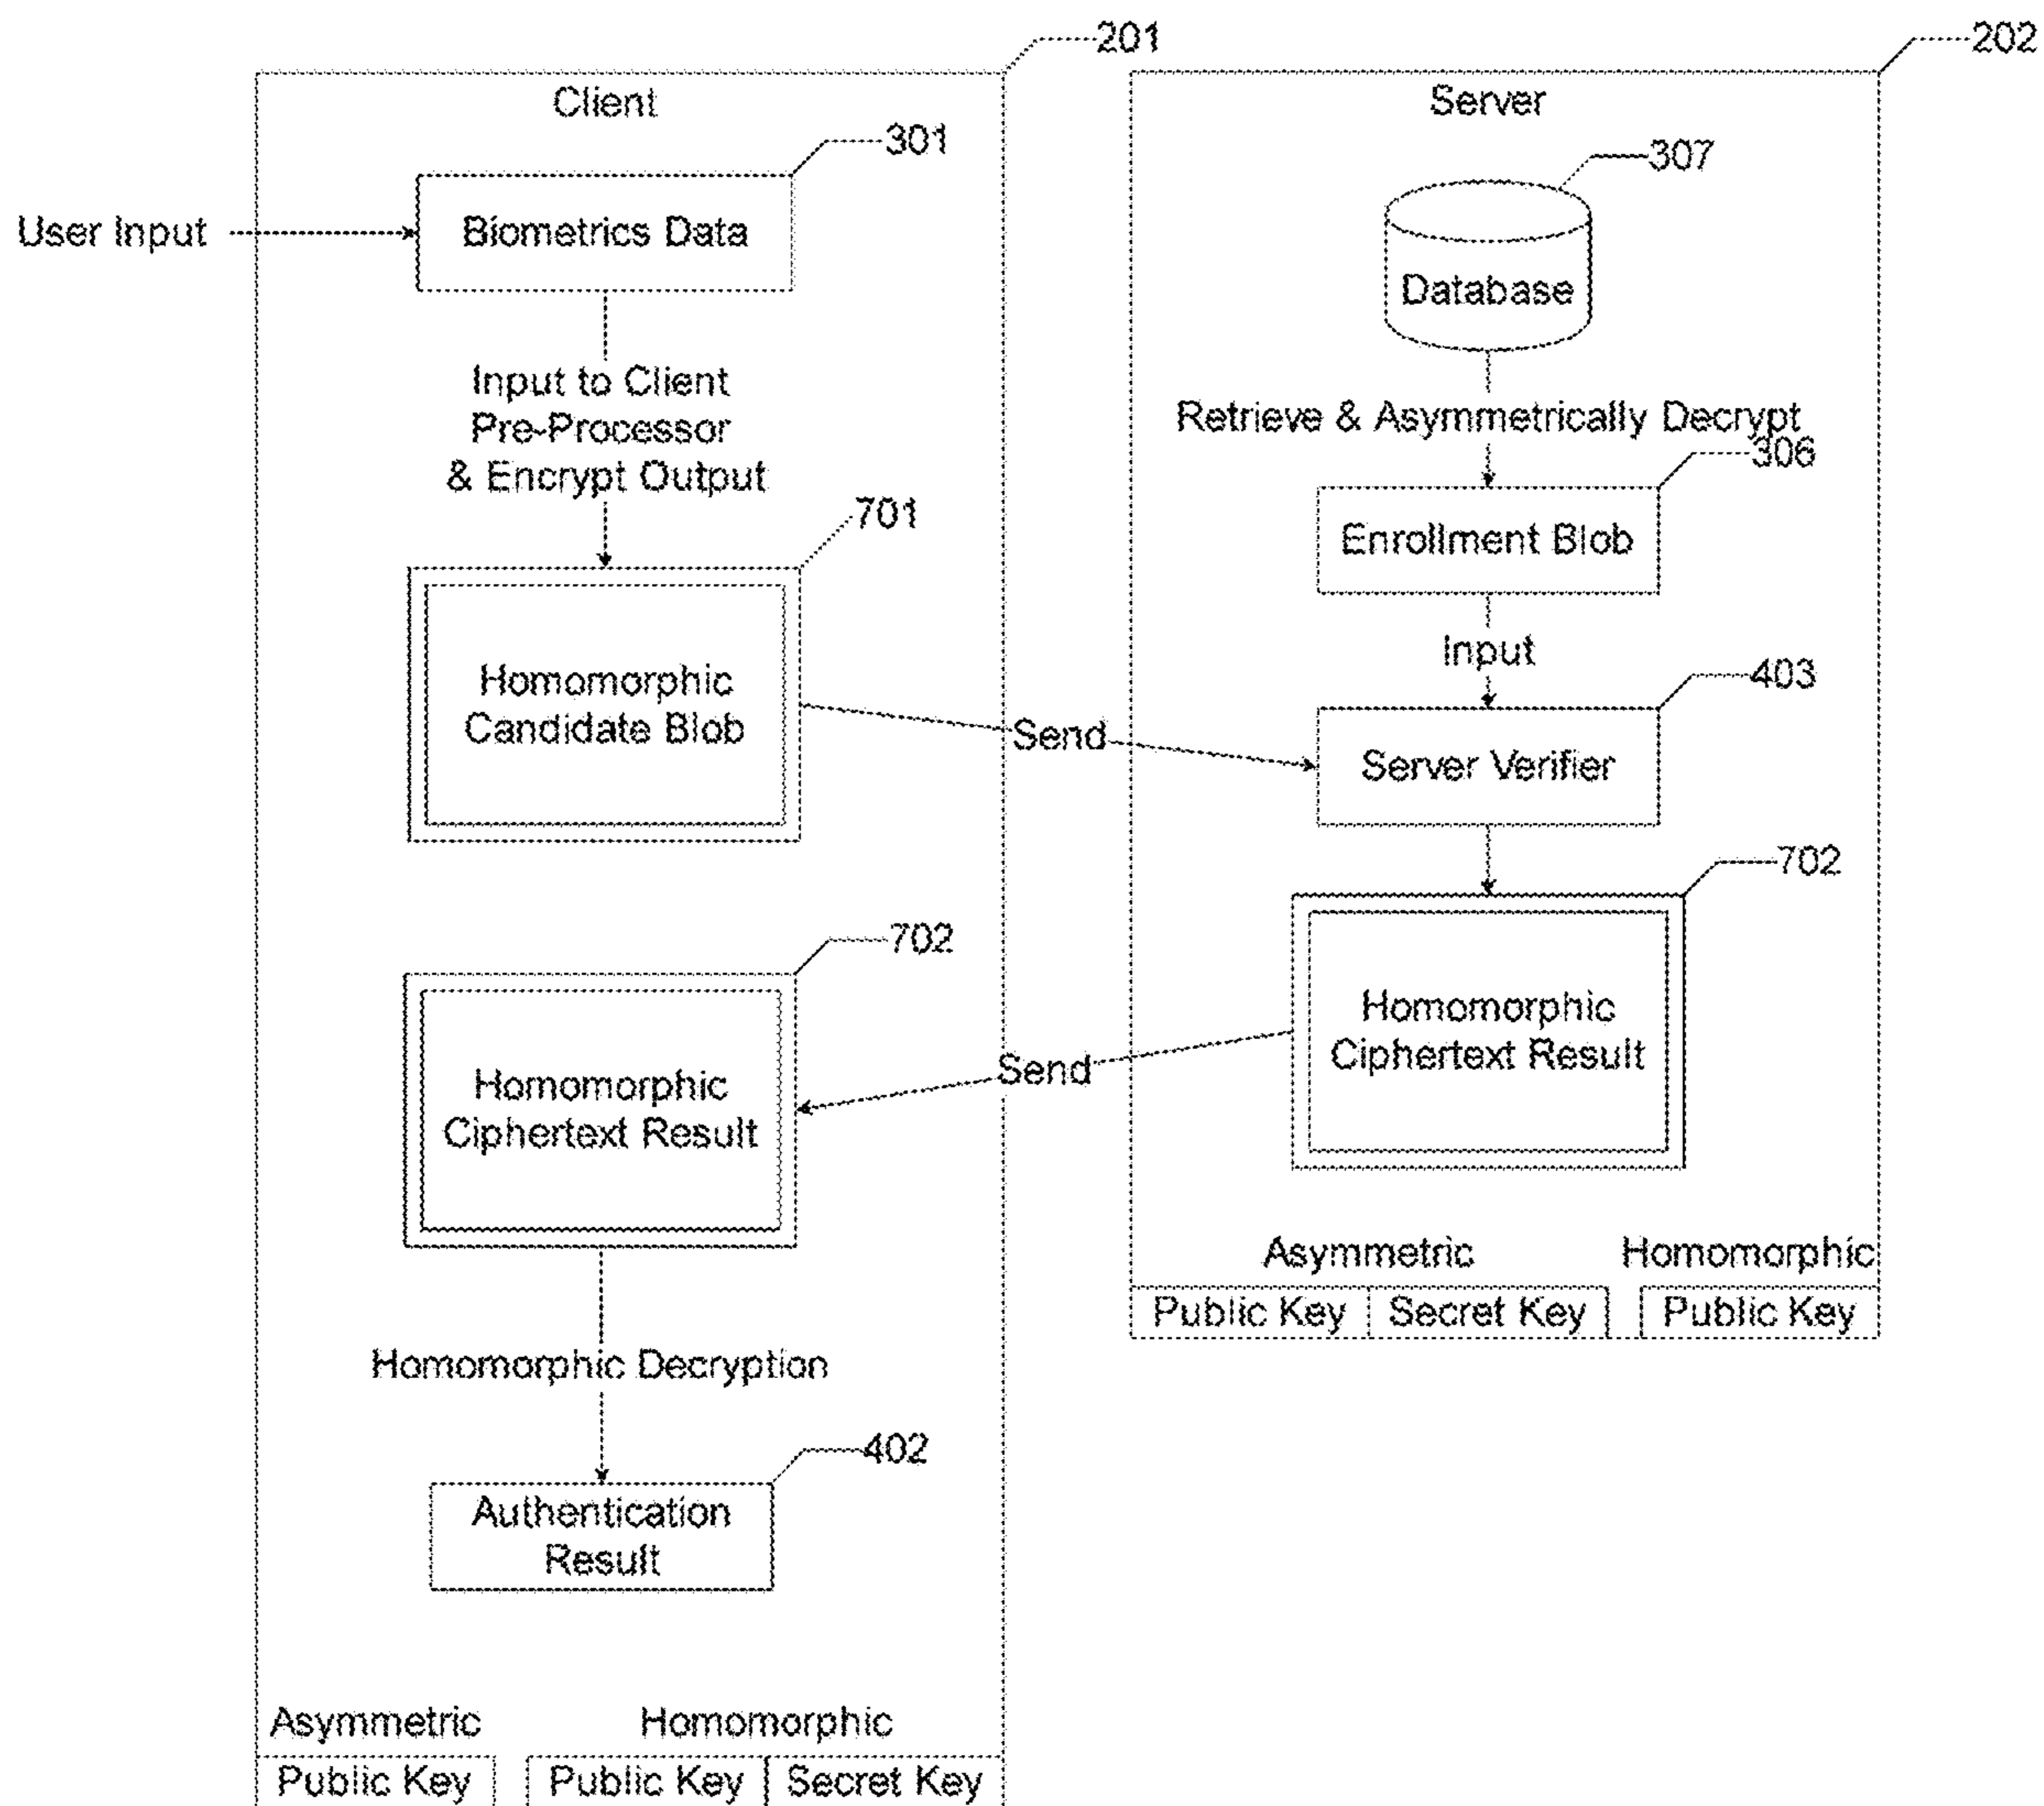 201
202
Client
Server
301
307
User Input
Biometrics Data
Database
Input to Client
Pre-Processor
& Encrypt Output
Retrieve & Asymmetrically Decrypt
306
701
Enrollment Blob
Input
403
Homomorphic
Candidate Blob
Send
Server Verifier
702
702
Homomorphic
Ciphertext Result
Send
Homomorphic
Ciphertext Result
Asymmetric
Homomorphic
Public Key
Secret Key
Public Key
Homomorphic Decryption
402
Authentication
Result
Asymmetric
Homomorphic
Public Key
Public Key
Secret Key